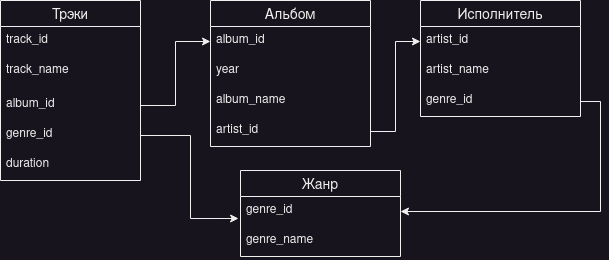 Трэки
track_id
track_name
album_id
genre_id
duration
Альбом
album_id
year
album_name
artist_id
Исполнитель
artist_id
artist_name
genre_id
Жанр
genre_id
genre_name